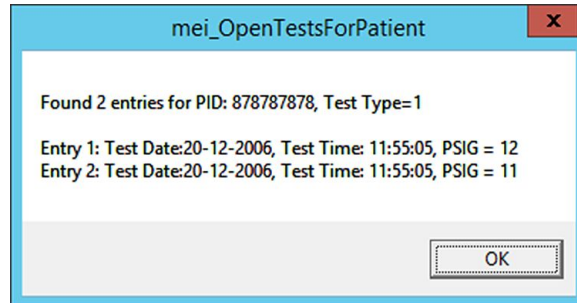 mei_OpenTestsForPatient
x
Found 2 entries for PID: 878787878, Test Type=1
Entry 1: Test Date:20-12-2006, Test Time: 11:55:05, PSIG = 12
Entry 2: Test Date:20-12-2006, Test Time: 11:55:05, PSIG = 11
OK